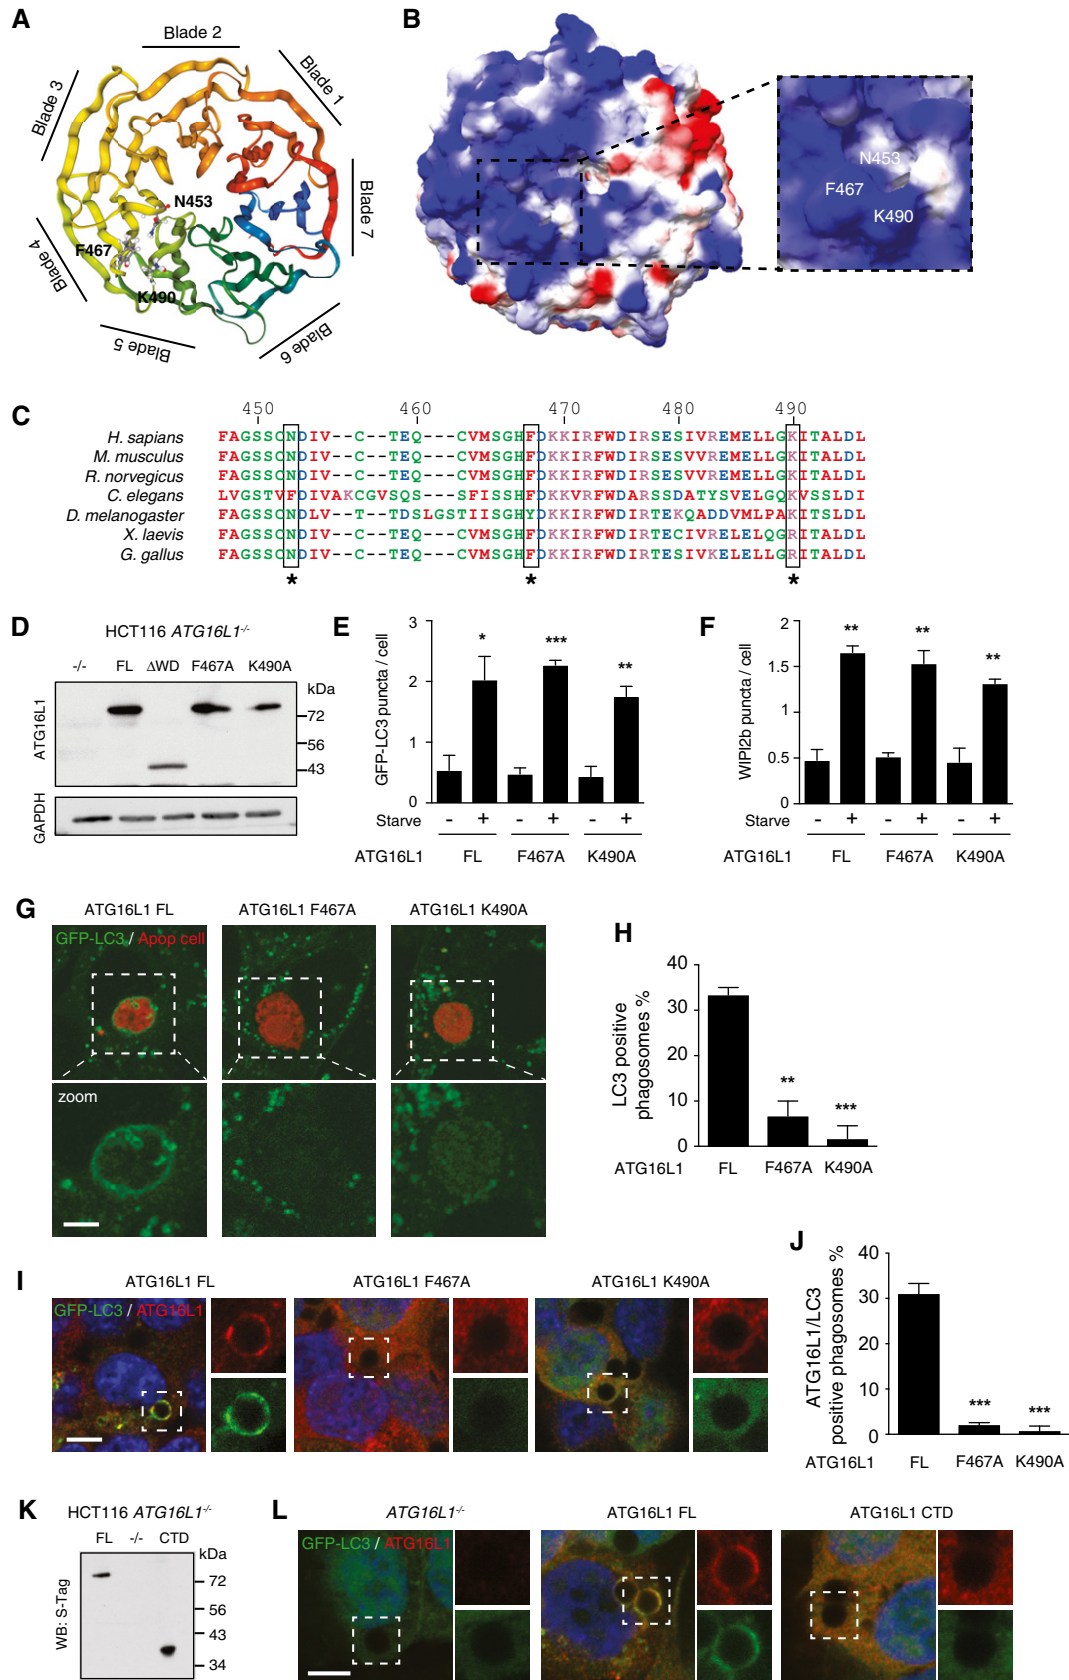 A
Blade 2
Blade 1
Blade 3
N453
Blade 7
F467
K490
Blade 4
Blade 5
Blade 6
B
N453
F467
K490
C
450 460 470 480 490
H. sapians FAGSSCNDIV--C--TEQ---CVMSGHFDKKIRFWDIRSESIVREMELLGKITALDL
M. musculus FAGSSCNDIV--C--TEQ---CVMSGHFDKKIRFWDIRSESVVREMELLGKITALDL
R. norvegicus FAGSSCNDIV--C--TEQ---CVMSGHFDKKIRFWDIRSESVVREMELLGKITALDL
C. elegans LVGSTVFDIVAKCGVSQS---SFISSHFDKKVRFWDARSSDATYSVELGQKVSSLDI
D. melanogaster FAGSSCNDLV--T--TDSLGSTIISGHYDKKIRFWDIRTEKQADDVMLPAKITSLDL
X. laevis FAGSSCNDIV--C--TEQ---CVMSGHFDKKIRFWDIRTECIVRELELQGRITSLDL
G. gallus FAGSSCNDIV--C--TEQ---CVMSGHFDKKIRFWDIRTESIVKELELLGRITALDL
* * *
D
HCT116 ATG16L1-/-
-/- FL ΔWD F467A K490A
kDa
72
56
43
ATG16L1
GAPDH
E
GFP-LC3 puncta / cell
3
2
1
0
* *** **
Starve - + - + - +
ATG16L1 FL F467A K490A
F
WIPI2b puncta / cell
2
1.5
1
0.5
0
** ** **
Starve - + - + - +
ATG16L1 FL F467A K490A
G
ATG16L1 FL ATG16L1 F467A ATG16L1 K490A
GFP-LC3 / Apop cell
zoom
H
LC3 positive
phagosomes %
40
30
20
10
0
** ***
ATG16L1 FL F467A K490A
I
ATG16L1 FL ATG16L1 F467A ATG16L1 K490A
GFP-LC3 / ATG16L1
J
ATG16L1/LC3
positive phagosomes %
40
30
20
10
0
*** ***
ATG16L1 FL F467A K490A
K
HCT116 ATG16L1-/-
FL -/- CTD
kDa
72
56
43
34
WB: S-Tag
L
ATG16L1-/- ATG16L1 FL ATG16L1 CTD
GFP-LC3 / ATG16L1